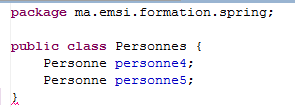 package ma.emsi.formation.spring;
public class Personnes {
Personne personne4;
Personne personne5;
}